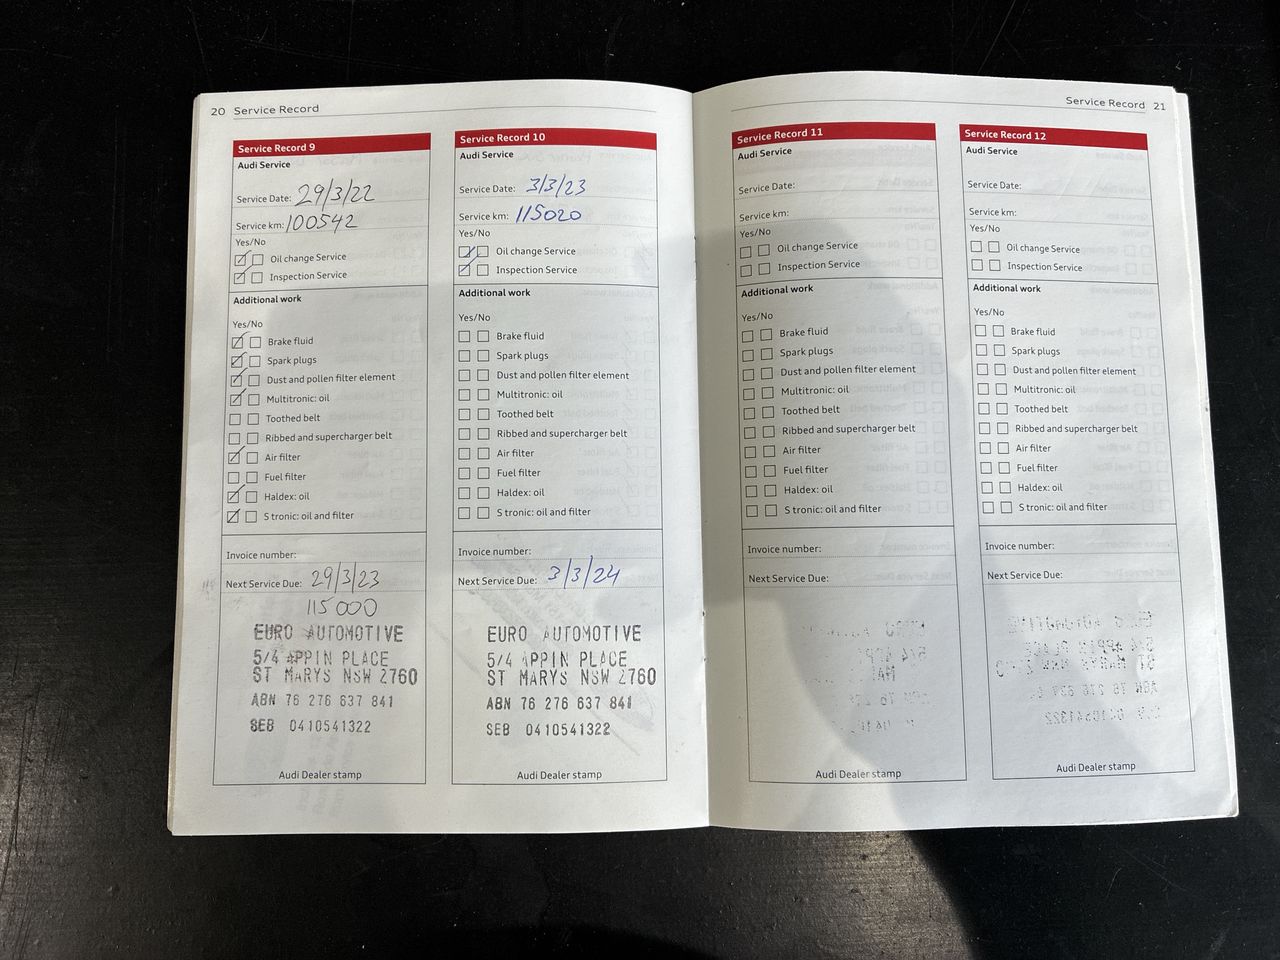 20 Service Record
Service Record 9
Audi Service
Service Date: 29/3/22
Service km: 100542
Yes/No
Oil change Service
Inspection Service
Additional work
Yes/No
Brake fluid
Spark plugs
Dust and pollen filter element
Multitronic: oil
Toothed belt
Ribbed and supercharger belt
Air filter
Fuel filter
Haldex: oil
S tronic: oil and filter
Invoice number:
Next Service Due: 29/3/23
115000
EURO AUTOMOTIVE
5/4 APPIN PLACE
ST MARYS NSW 2760
ABN 76 276 637 841
SEB 0410541322
Audi Dealer stamp
Service Record 10
Audi Service
Service Date: 3/3/23
Service km: 115020
Yes/No
Oil change Service
Inspection Service
Additional work
Yes/No
Brake fluid
Spark plugs
Dust and pollen filter element
Multitronic: oil
Toothed belt
Ribbed and supercharger belt
Air filter
Fuel filter
Haldex: oil
S tronic: oil and filter
Invoice number:
Next Service Due: 3/3/24
EURO AUTOMOTIVE
5/4 APPIN PLACE
ST MARYS NSW 2760
ABN 76 276 637 841
SEB 0410541322
Audi Dealer stamp
Service Record 21
Service Record 11
Audi Service
Service Date:
Service km:
Yes/No
Oil change Service
Inspection Service
Additional work
Yes/No
Brake fluid
Spark plugs
Dust and pollen filter element
Multitronic: oil
Toothed belt
Ribbed and supercharger belt
Air filter
Fuel filter
Haldex: oil
S tronic: oil and filter
Invoice number:
Next Service Due:
Audi Dealer stamp
Service Record 12
Audi Service
Service Date:
Service km:
Yes/No
Oil change Service
Inspection Service
Additional work
Yes/No
Brake fluid
Spark plugs
Dust and pollen filter element
Multitronic: oil
Toothed belt
Ribbed and supercharger belt
Air filter
Fuel filter
Haldex: oil
S tronic: oil and filter
Invoice number:
Next Service Due:
Audi Dealer stamp